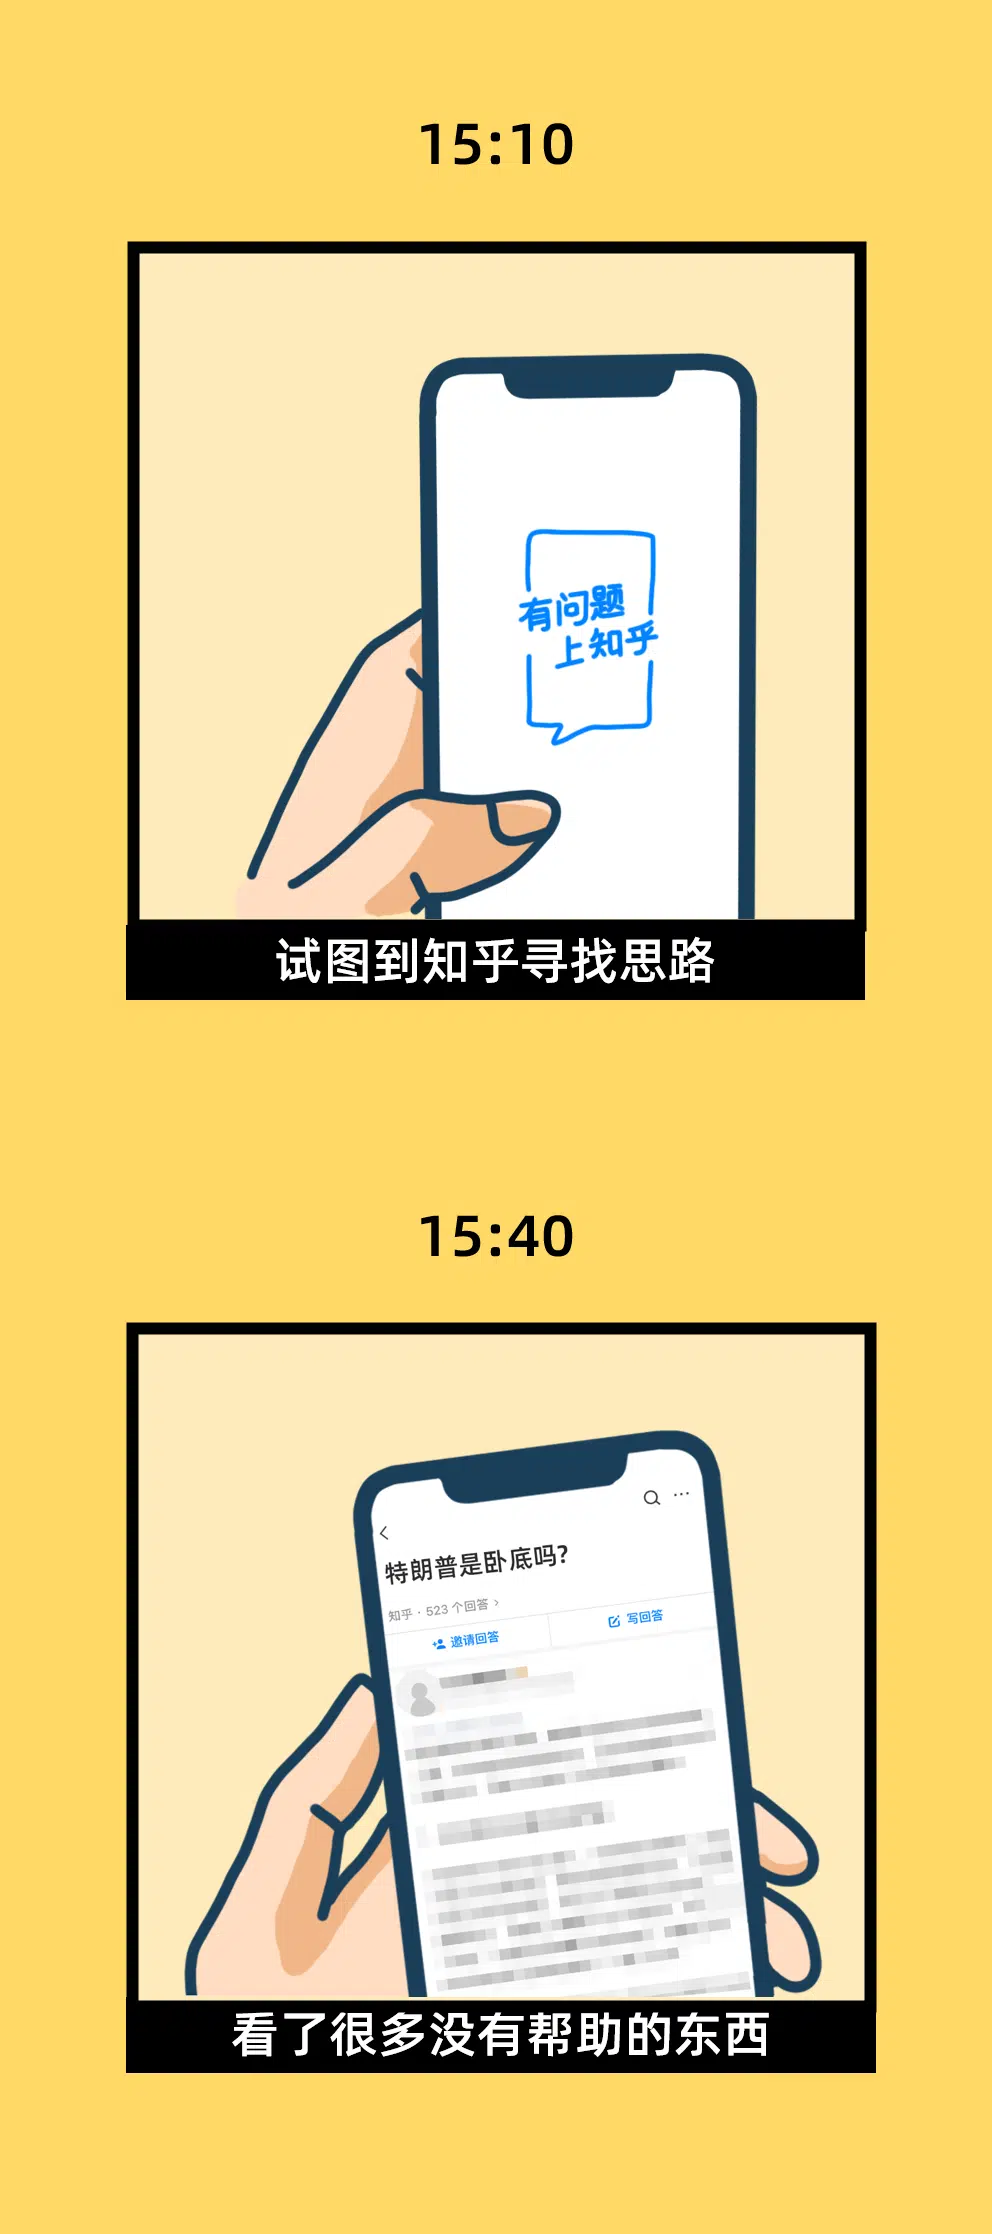 15:10
有问题
上知乎
试图到知乎寻找思路
15:40
特朗普是卧底吗?
知乎 · 523 个回答 >
邀请回答
写回答
看了很多没有帮助的东西